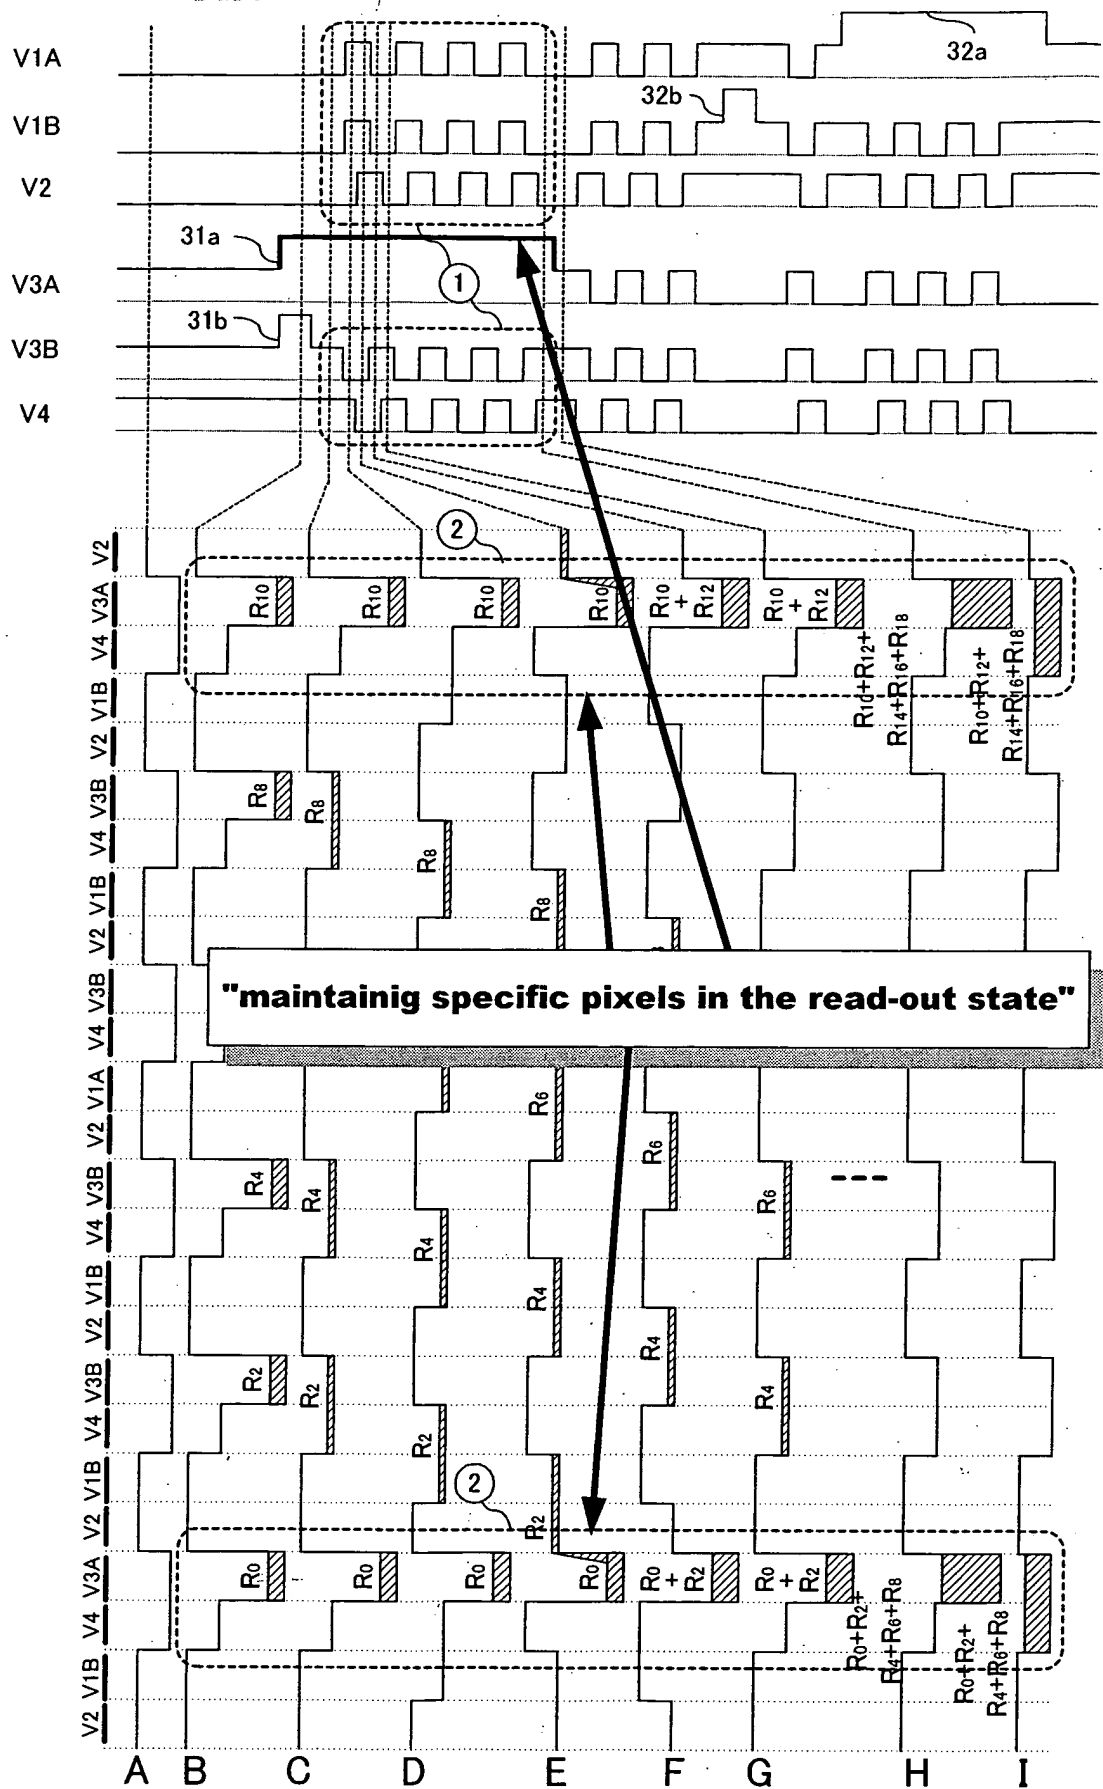 V1A
32a
32b
V1B
V2
31a
1
V3A
31b
V3B
V4
2
V2
V3A
R10
R10
R10
R10
R10 + R12
R10 + R12
V4
R10+R12+
R14+R16+R18
R10+R12+
R14+R16+R18
V1B
V2
V3B
R8
R8
V4
R8
V1B
R8
V2
V3B
"maintainig specific pixels in the read-out state"
V4
V1A
R6
V2
R6
V3B
R4
R4
R6
V4
R4
V1B
R4
V2
R4
V3B
R2
R2
R4
V4
R2
V1B
2
V2
R2
V3A
R0
R0
R0
R0
R0 + R2
R0 + R2
V4
R0+R2+
R4+R6+R8
R0+R2+
R4+R6+R8
V1B
V2
A B C D E F G H I